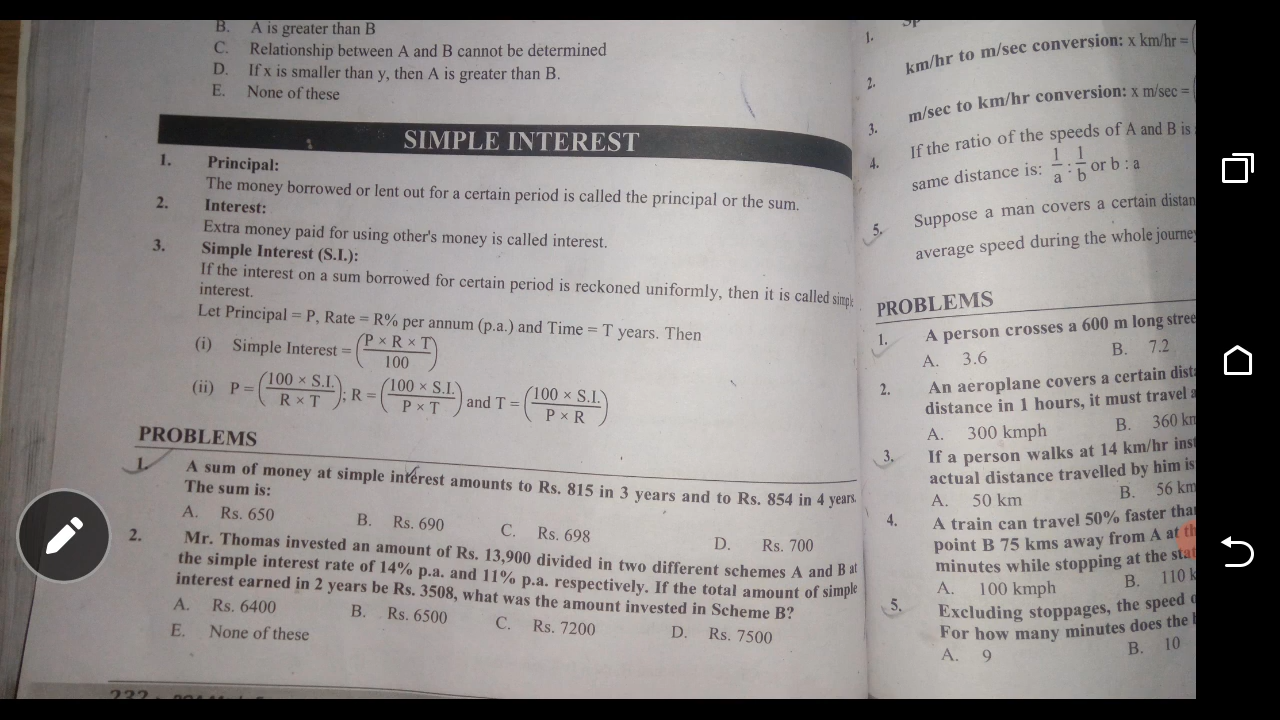 B. A is greater than B
C. Relationship between A and B cannot be determined
D. If x is smaller than y, then A is greater than B.
E. None of these
SIMPLE INTEREST
1. Principal:
The money borrowed or lent out for a certain period is called the principal or the sum.
2. Interest:
Extra money paid for using other's money is called interest.
3. Simple Interest (S.I.):
If the interest on a sum borrowed for certain period is reckoned uniformly, then it is called simple
interest.
Let Principal = P, Rate = R% per annum (p.a.) and Time = T years. Then
(i) Simple Interest = (P × R × T / 100)
(ii) P = (100 × S.I. / R × T); R = (100 × S.I. / P × T) and T = (100 × S.I. / P × R)
PROBLEMS
1. A sum of money at simple interest amounts to Rs. 815 in 3 years and to Rs. 854 in 4 years.
The sum is:
A. Rs. 650 B. Rs. 690 C. Rs. 698 D. Rs. 700
2. Mr. Thomas invested an amount of Rs. 13,900 divided in two different schemes A and B at
the simple interest rate of 14% p.a. and 11% p.a. respectively. If the total amount of simple
interest earned in 2 years be Rs. 3508, what was the amount invested in Scheme B?
A. Rs. 6400 B. Rs. 6500 C. Rs. 7200 D. Rs. 7500
E. None of these
232
1. Sp
2. km/hr to m/sec conversion: x km/hr = (
3. m/sec to km/hr conversion: x m/sec = (
4. If the ratio of the speeds of A and B is
same distance is: 1/a : 1/b or b : a
5. Suppose a man covers a certain distan
average speed during the whole journey
PROBLEMS
1. A person crosses a 600 m long stree
A. 3.6 B. 7.2
2. An aeroplane covers a certain dista
distance in 1 hours, it must travel a
A. 300 kmph B. 360 km
3. If a person walks at 14 km/hr inst
actual distance travelled by him is
A. 50 km B. 56 km
4. A train can travel 50% faster tha
point B 75 kms away from A at th
minutes while stopping at the stat
A. 100 kmph B. 110 k
5. Excluding stoppages, the speed o
For how many minutes does the b
A. 9 B. 10